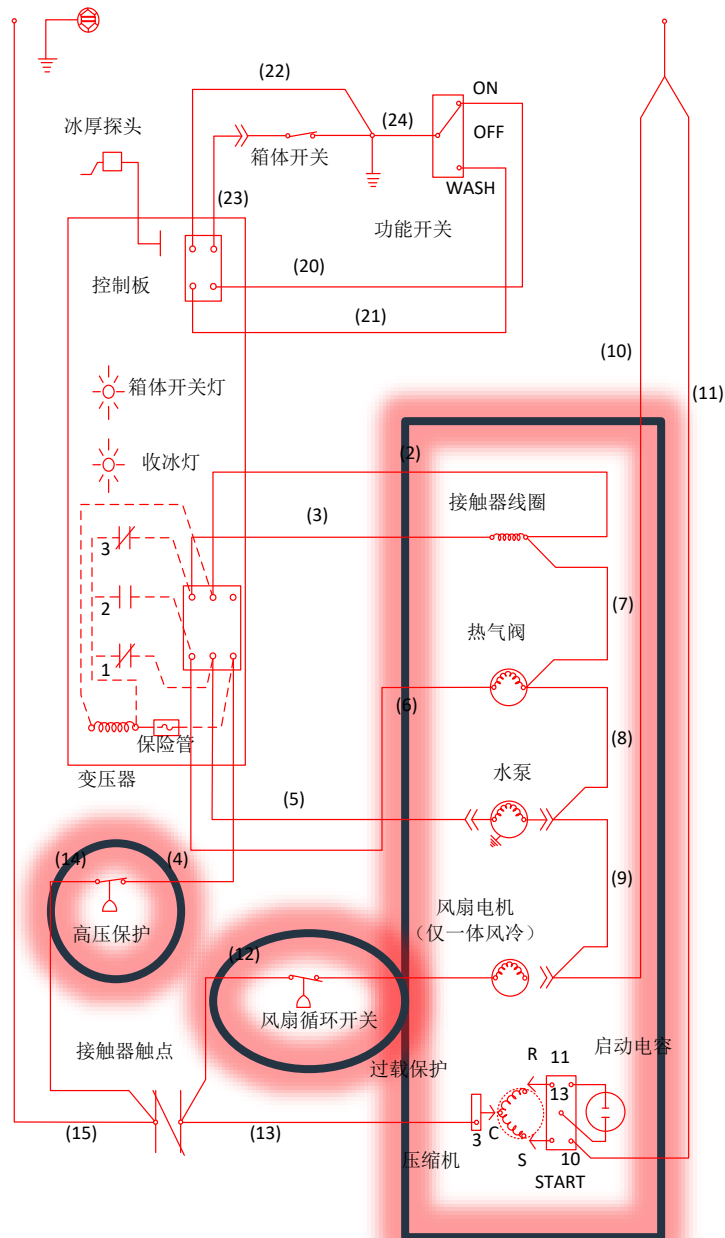 (22)
ON
冰厚探头
(24)
OFF
箱体开关
WASH
(23)
功能开关
(20)
控制板
(21)
(10)
箱体开关灯
(11)
收冰灯
(2)
接触器线圈
(3)
3
(7)
2
热气阀
1
(6)
保险管
(8)
变压器
水泵
(5)
(14)
(4)
(9)
高压保护
风扇电机
(仅一体风冷)
(12)
风扇循环开关
接触器触点
过载保护
R
11
启动电容
13
(15)
(13)
3
C
压缩机
S
10
START